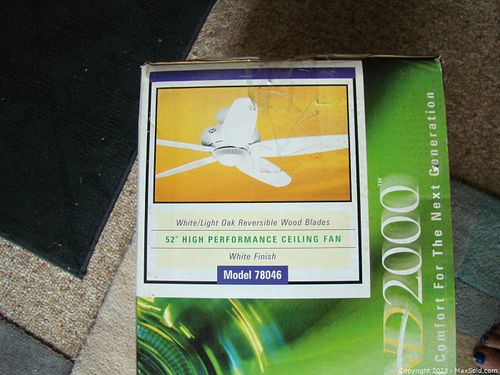 White/Light Oak Reversible Wood Blades
52" HIGH PERFORMANCE CEILING FAN
White Finish
Model 78046
2000™
Comfort For The Next Generation
Copyright 2023 - MaxSold.com